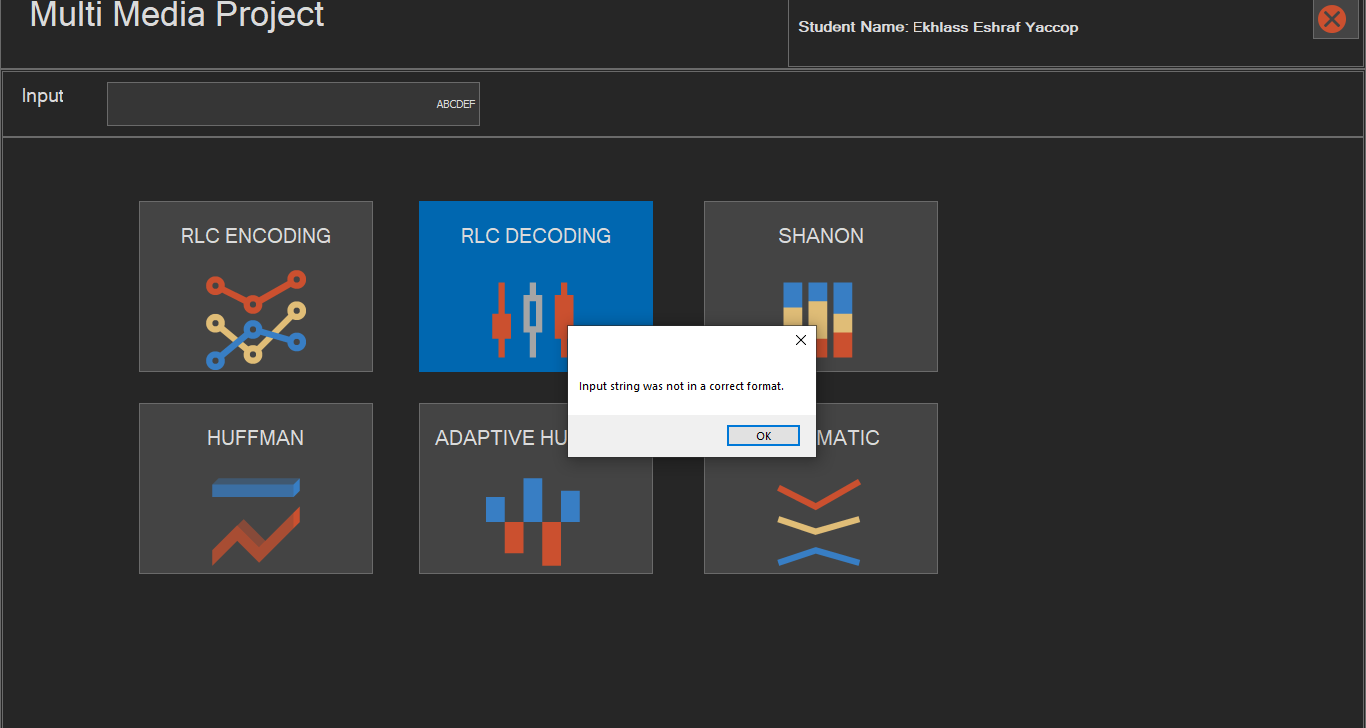 Multi Media Project
Student Name: Ekhlass Eshraf Yaccop
Input
ABCDEF
RLC ENCODING
RLC DECODING
SHANON
Input string was not in a correct format.
OK
HUFFMAN
ADAPTIVE HU
MATIC